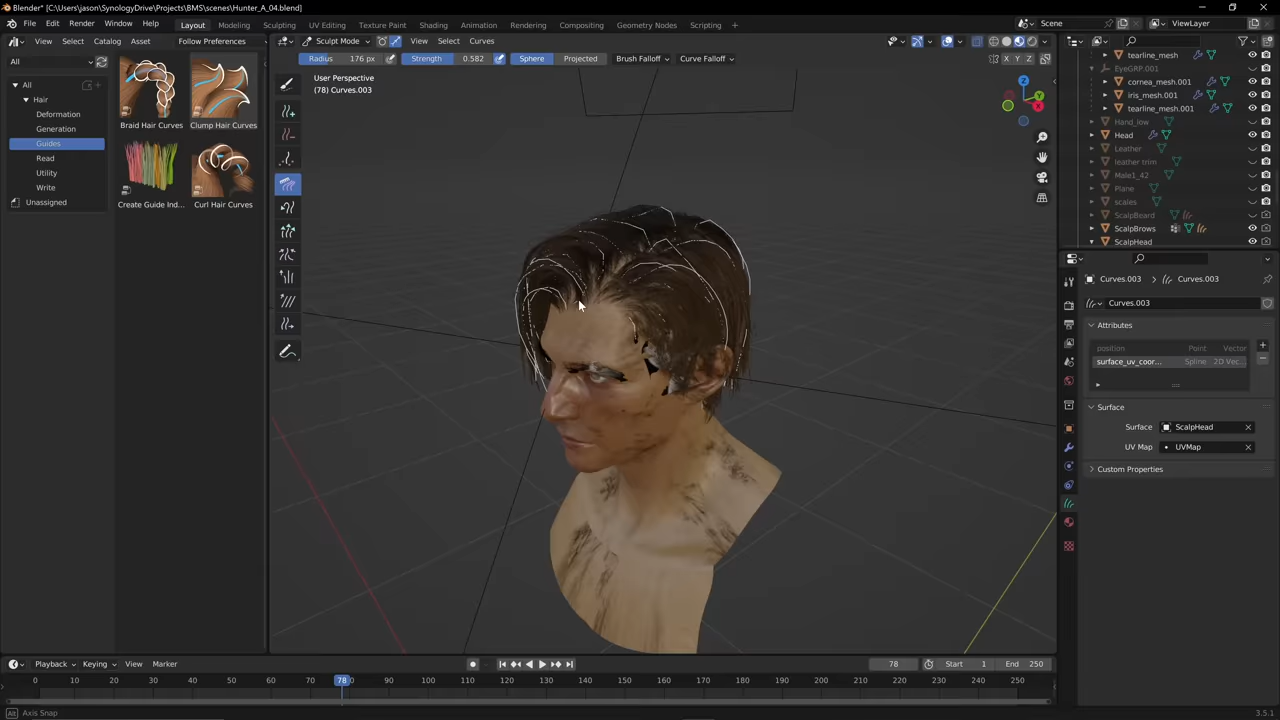 Blender* [C:\Users\jason\SynologyDrive\Projects\BMS\scenes\Hunter_A_04.blend]
File Edit Render Window Help Layout Modeling Sculpting UV Editing Texture Paint Shading Animation Rendering Compositing Geometry Nodes Scripting Scene ViewLayer
View Select Catalog Asset Follow Preferences
Sculpt Mode View Select Curves
Radius 176 px Strength 0.582 Sphere Projected Brush Falloff Curve Falloff
All
All
Hair
Deformation
Generation
Guides
Read
Utility
Write
Unassigned
Braid Hair Curves
Clump Hair Curves
Create Guide Ind...
Curl Hair Curves
User Perspective
(78) Curves.003
Z
Y
X
X Y Z
tearline_mesh
EyeGRP.001
cornea_mesh.001
iris_mesh.001
tearline_mesh.001
Hand_low
Head
Leather
leather trim
Male1_42
Plane
scales
ScalpBeard
ScalpBrows
ScalpHead
Curves.003 > Curves.003
Curves.003
Attributes
position Point Vector
surface_uv_coor... Spline 2D Vec...
Surface
Surface ScalpHead
UV Map UVMap
Custom Properties
Playback Keying View Marker 78 Start 1 End 250
0 10 20 30 40 50 60 70 78 90 100 110 120 130 140 150 160 170 180 190 200 210 220 230 240 250
Alt Axis Snap 3.5.1